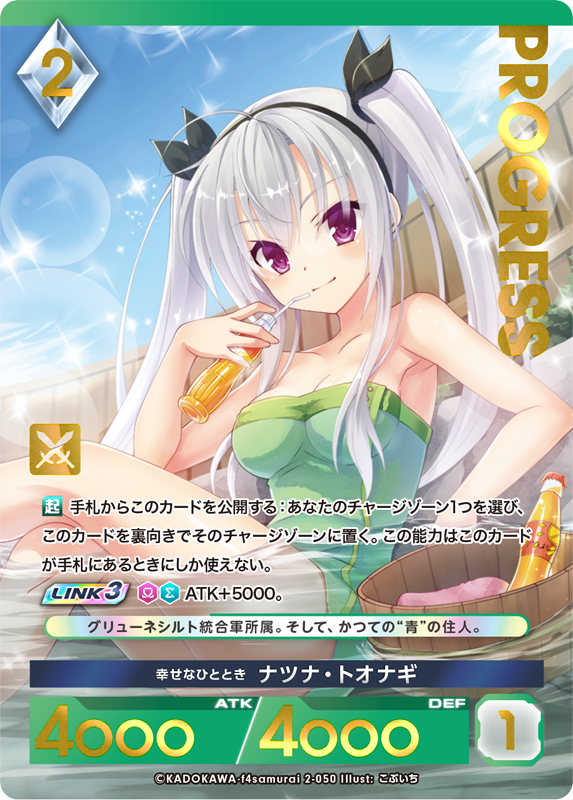 2
PROGRESS
起 手札からこのカードを公開する：あなたのチャージゾーン1つを選び、
このカードを裏向きでそのチャージゾーンに置く。この能力はこのカード
が手札にあるときにしか使えない。
LINK 3 Ω Σ ATK+5000。
グリューネシルト統合軍所属。そして、かつての“青”の住人。
幸せなひととき ナツナ・トオナギ
ATK DEF
4000 4000 1
©KADOKAWA-f4samurai 2-050 Illust: こぶいち